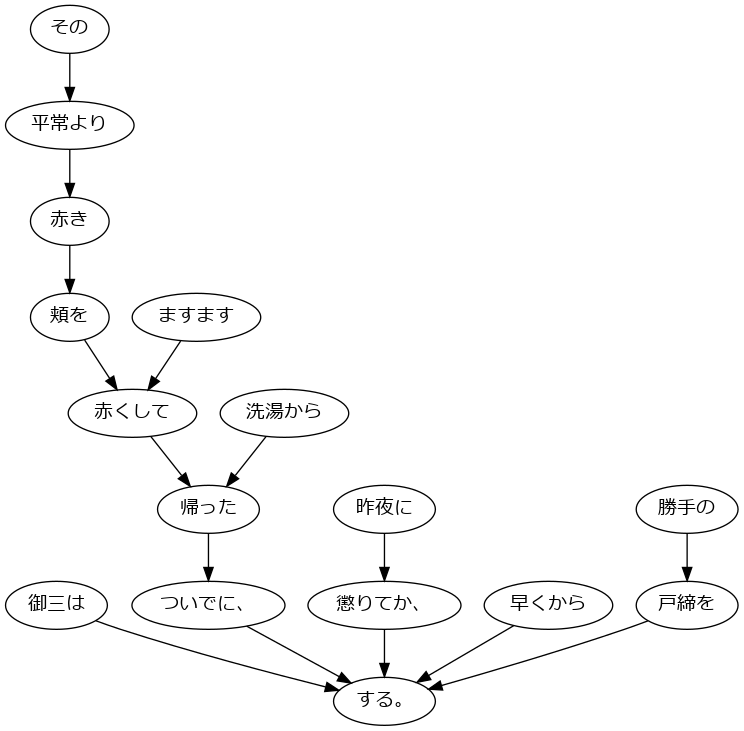 その
平常より
赤き
頬を
ますます
赤くして
洗湯から
帰った
昨夜に
勝手の
御三は
ついでに、
懲りてか、
早くから
戸締を
する。